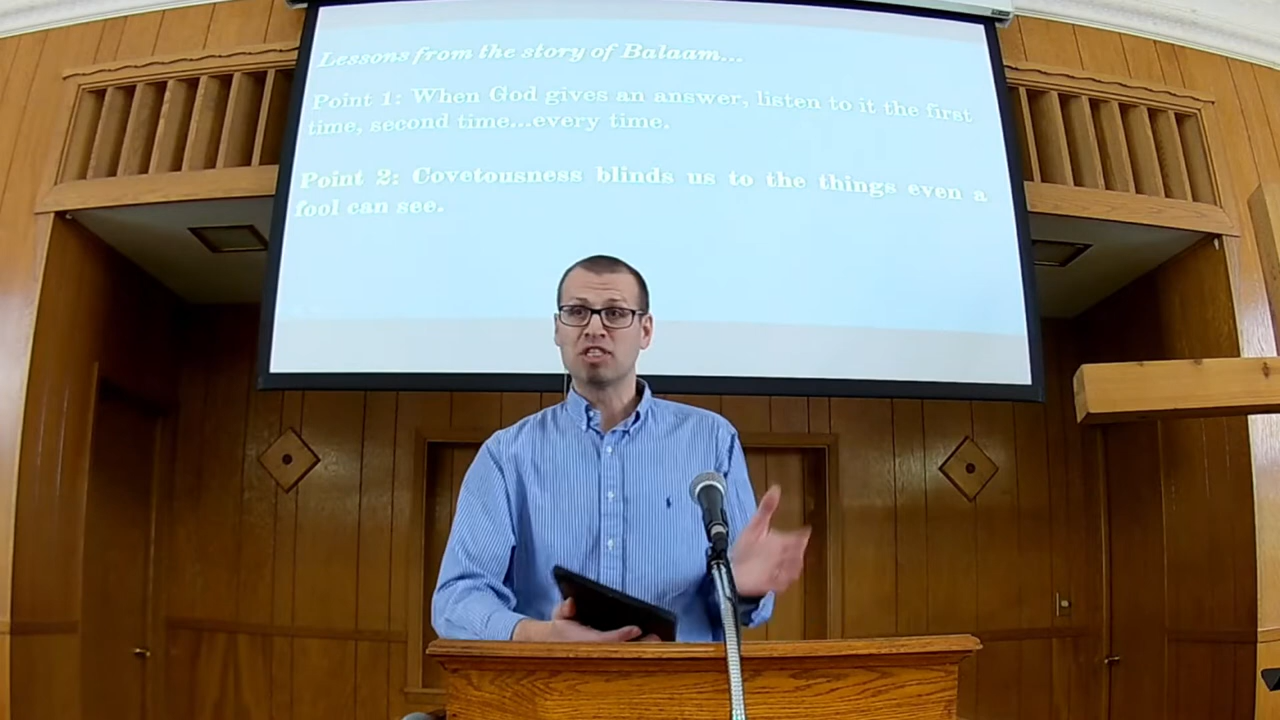 Lessons from the story of Balaam...
Point 1: When God gives an answer, listen to it the first
time, second time...every time.
Point 2: Covetousness blinds us to the things even a
fool can see.